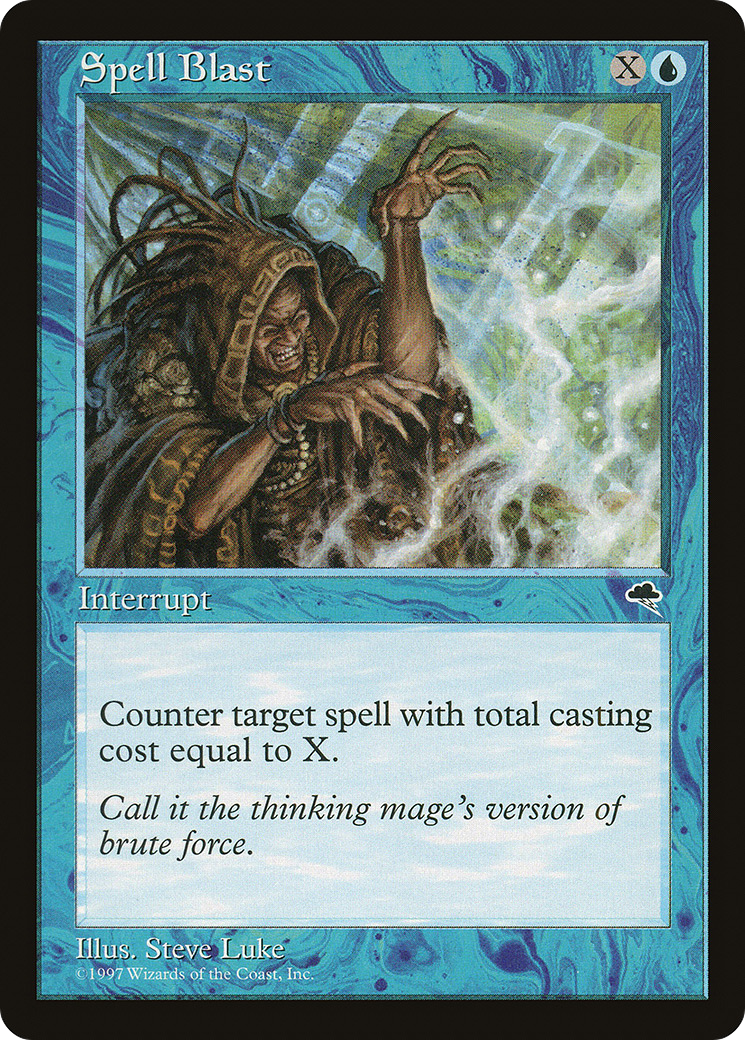 Spell Blast X
Interrupt
Counter target spell with total casting
cost equal to X.
Call it the thinking mage's version of
brute force.
Illus. Steve Luke
©1997 Wizards of the Coast, Inc.